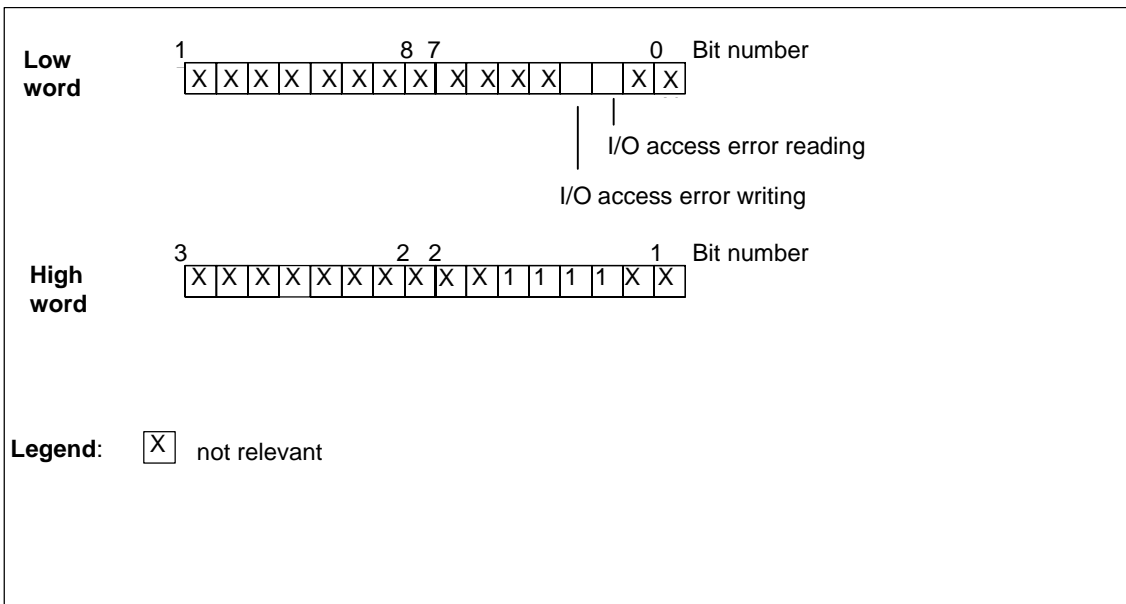 1 8 7 0 Bit number
Low
word
X X X X X X X X X X X X X X
I/O access error reading
I/O access error writing
3 2 2 1 Bit number
High
word
X X X X X X X X X X 1 1 1 1 X X
Legend: X not relevant